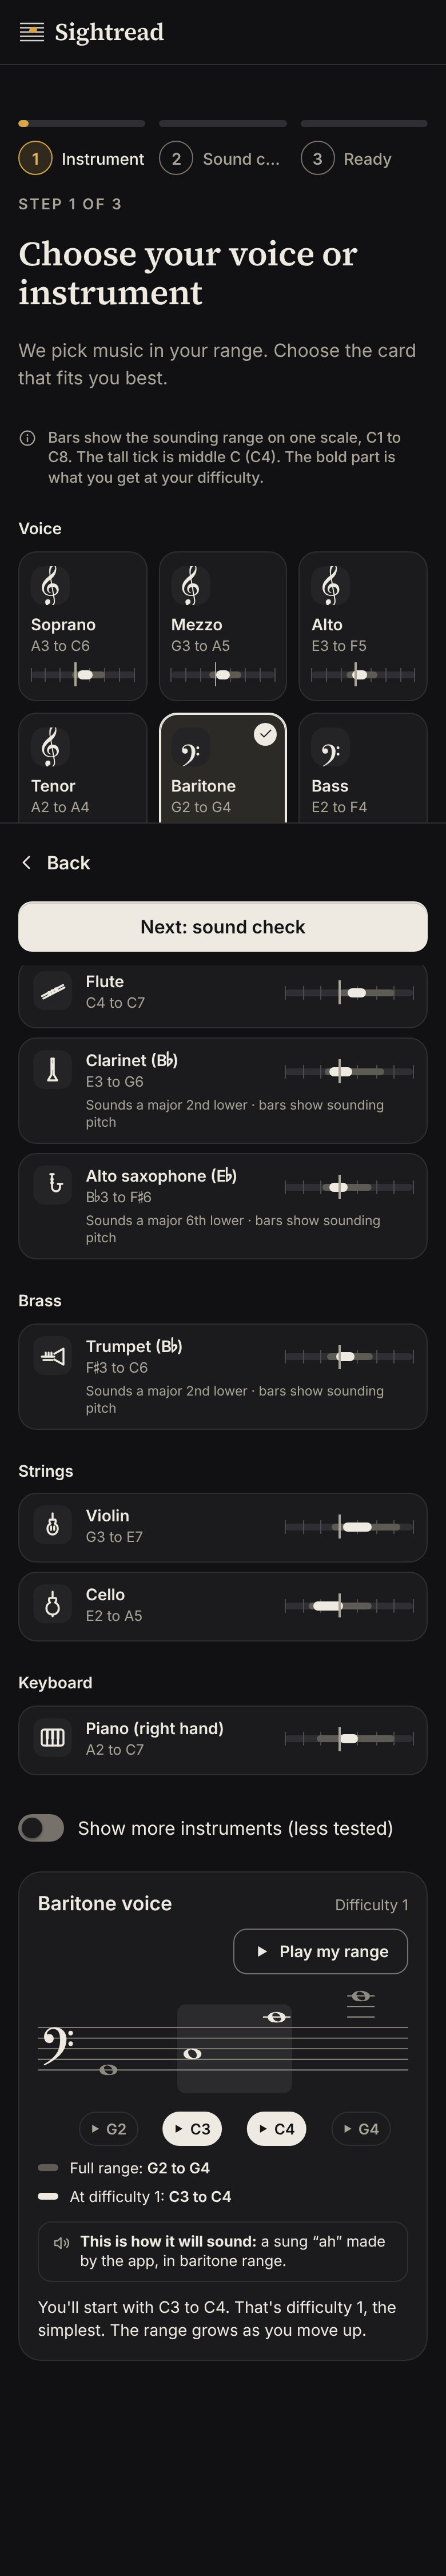 Sightread
1 Instrument 2 Sound c... 3 Ready
STEP 1 OF 3
Choose your voice or
instrument
We pick music in your range. Choose the card
that fits you best.
Bars show the sounding range on one scale, C1 to
C8. The tall tick is middle C (C4). The bold part is
what you get at your difficulty.
Voice
Soprano
A3 to C6
Mezzo
G3 to A5
Alto
E3 to F5
Tenor
A2 to A4
Baritone
G2 to G4
Bass
E2 to F4
Back
Next: sound check
Flute
C4 to C7
Clarinet (B♭)
E3 to G6
Sounds a major 2nd lower · bars show sounding
pitch
Alto saxophone (E♭)
B♭3 to F♯6
Sounds a major 6th lower · bars show sounding
pitch
Brass
Trumpet (B♭)
F♯3 to C6
Sounds a major 2nd lower · bars show sounding
pitch
Strings
Violin
G3 to E7
Cello
E2 to A5
Keyboard
Piano (right hand)
A2 to C7
Show more instruments (less tested)
Baritone voice
Difficulty 1
Play my range
G2 C3 C4 G4
Full range: G2 to G4
At difficulty 1: C3 to C4
This is how it will sound: a sung “ah” made
by the app, in baritone range.
You'll start with C3 to C4. That's difficulty 1, the
simplest. The range grows as you move up.